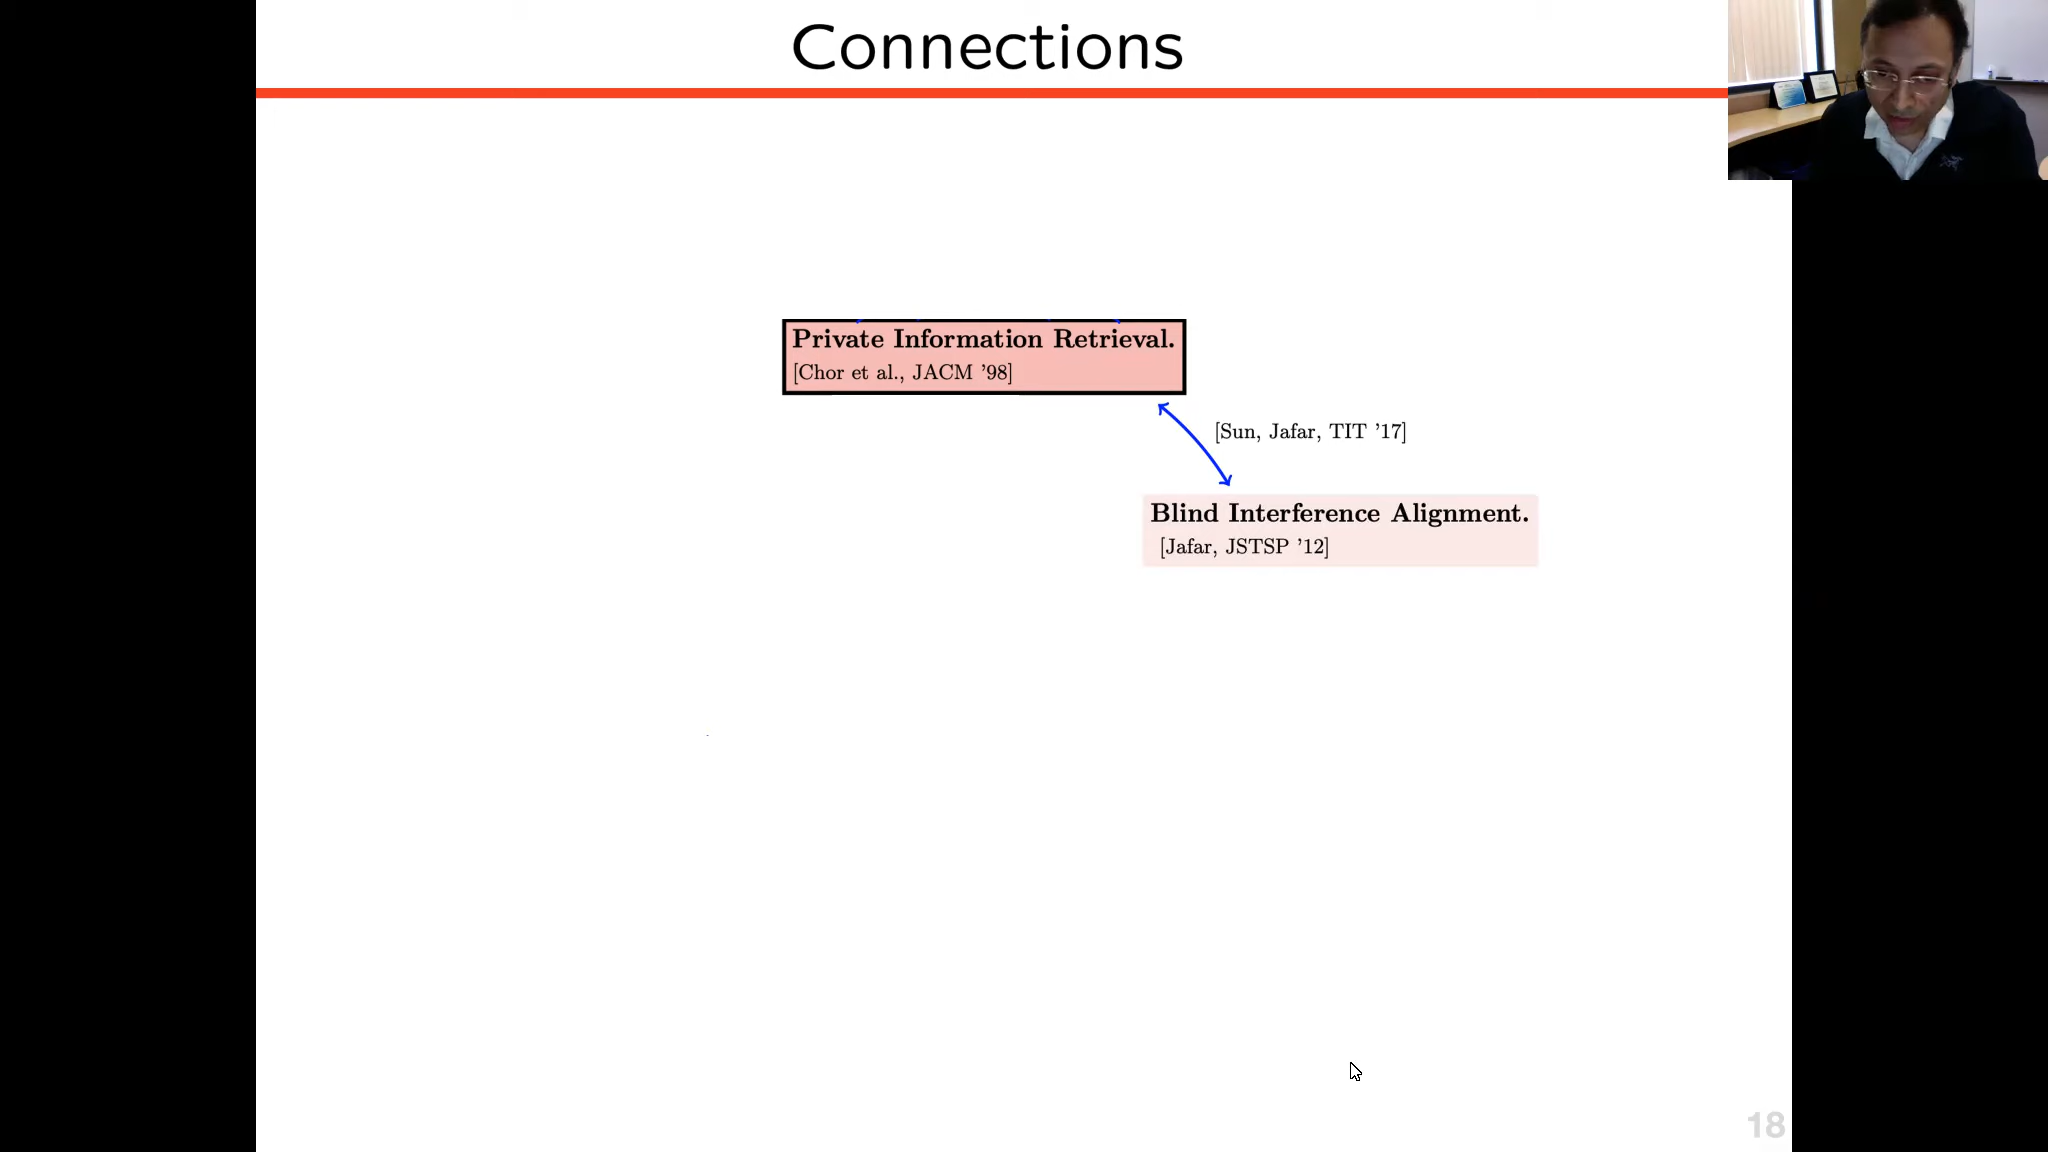 Connections
Private Information Retrieval.
[Chor et al., JACM ’98]
[Sun, Jafar, TIT ’17]
Blind Interference Alignment.
[Jafar, JSTSP ’12]
18